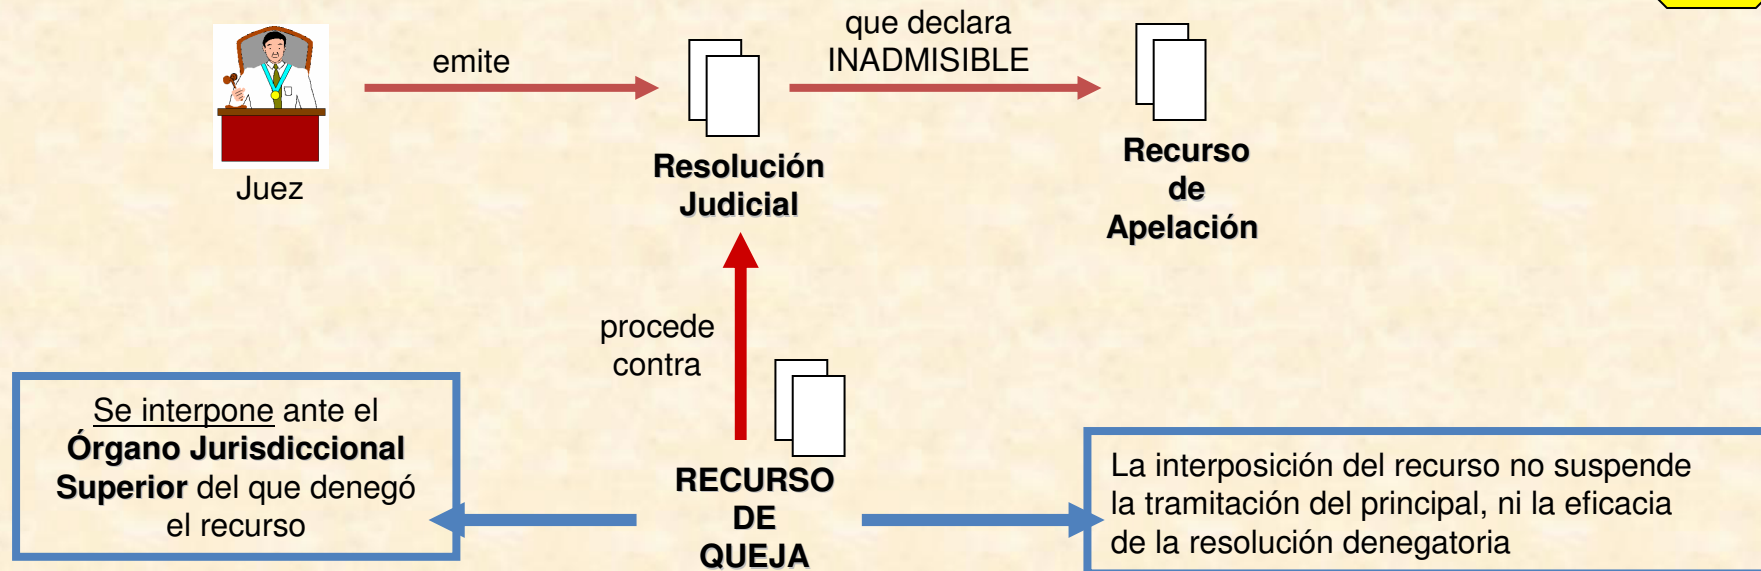 emite
que declara
INADMISIBLE
Juez
Resolución
Judicial
Recurso
de
Apelación
procede
contra
Se interpone ante el
Órgano Jurisdiccional
Superior del que denegó
el recurso
RECURSO
DE
QUEJA
La interposición del recurso no suspende
la tramitación del principal, ni la eficacia
de la resolución denegatoria